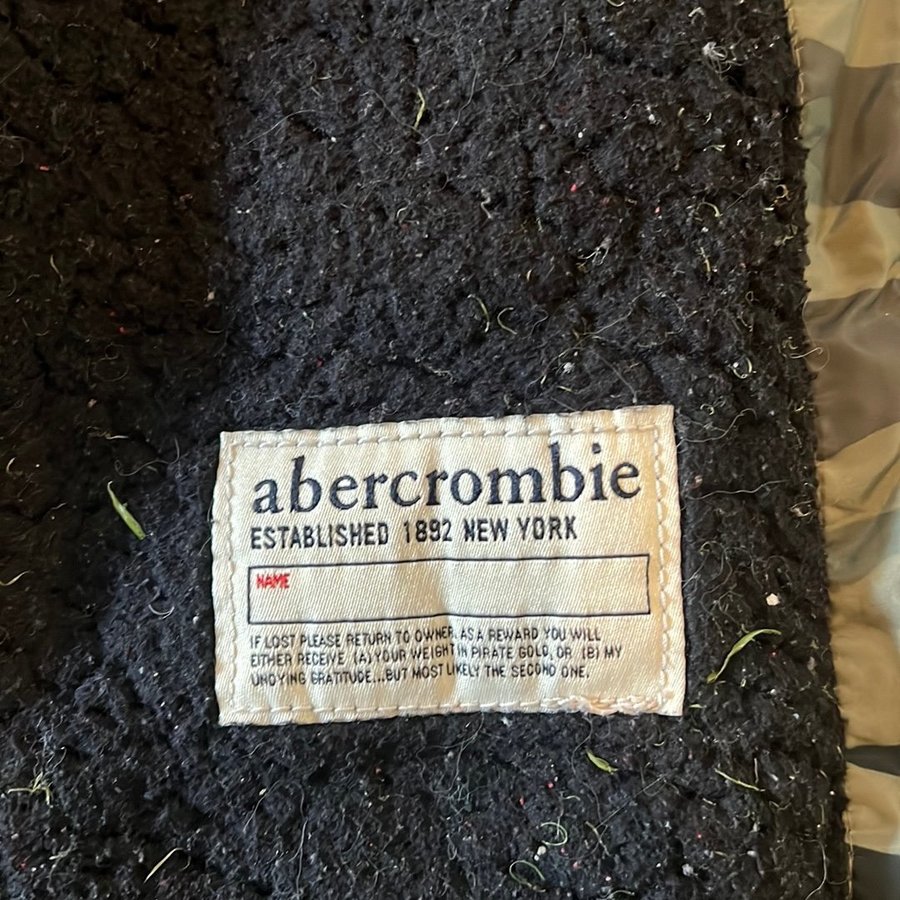 abercrombie
ESTABLISHED 1892 NEW YORK
NAME
IF LOST PLEASE RETURN TO OWNER. AS A REWARD YOU WILL
EITHER RECEIVE (A) YOUR WEIGHT IN PIRATE GOLD, OR (B) MY
UNDYING GRATITUDE...BUT MOST LIKELY THE SECOND ONE.